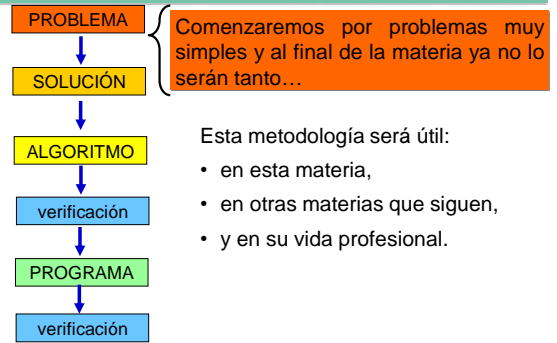 PROBLEMA
Comenzaremos por problemas muy
simples y al final de la materia ya no lo
serán tanto…
SOLUCIÓN
Esta metodología será útil:
ALGORITMO
• en esta materia,
verificación
• en otras materias que siguen,
• y en su vida profesional.
PROGRAMA
verificación